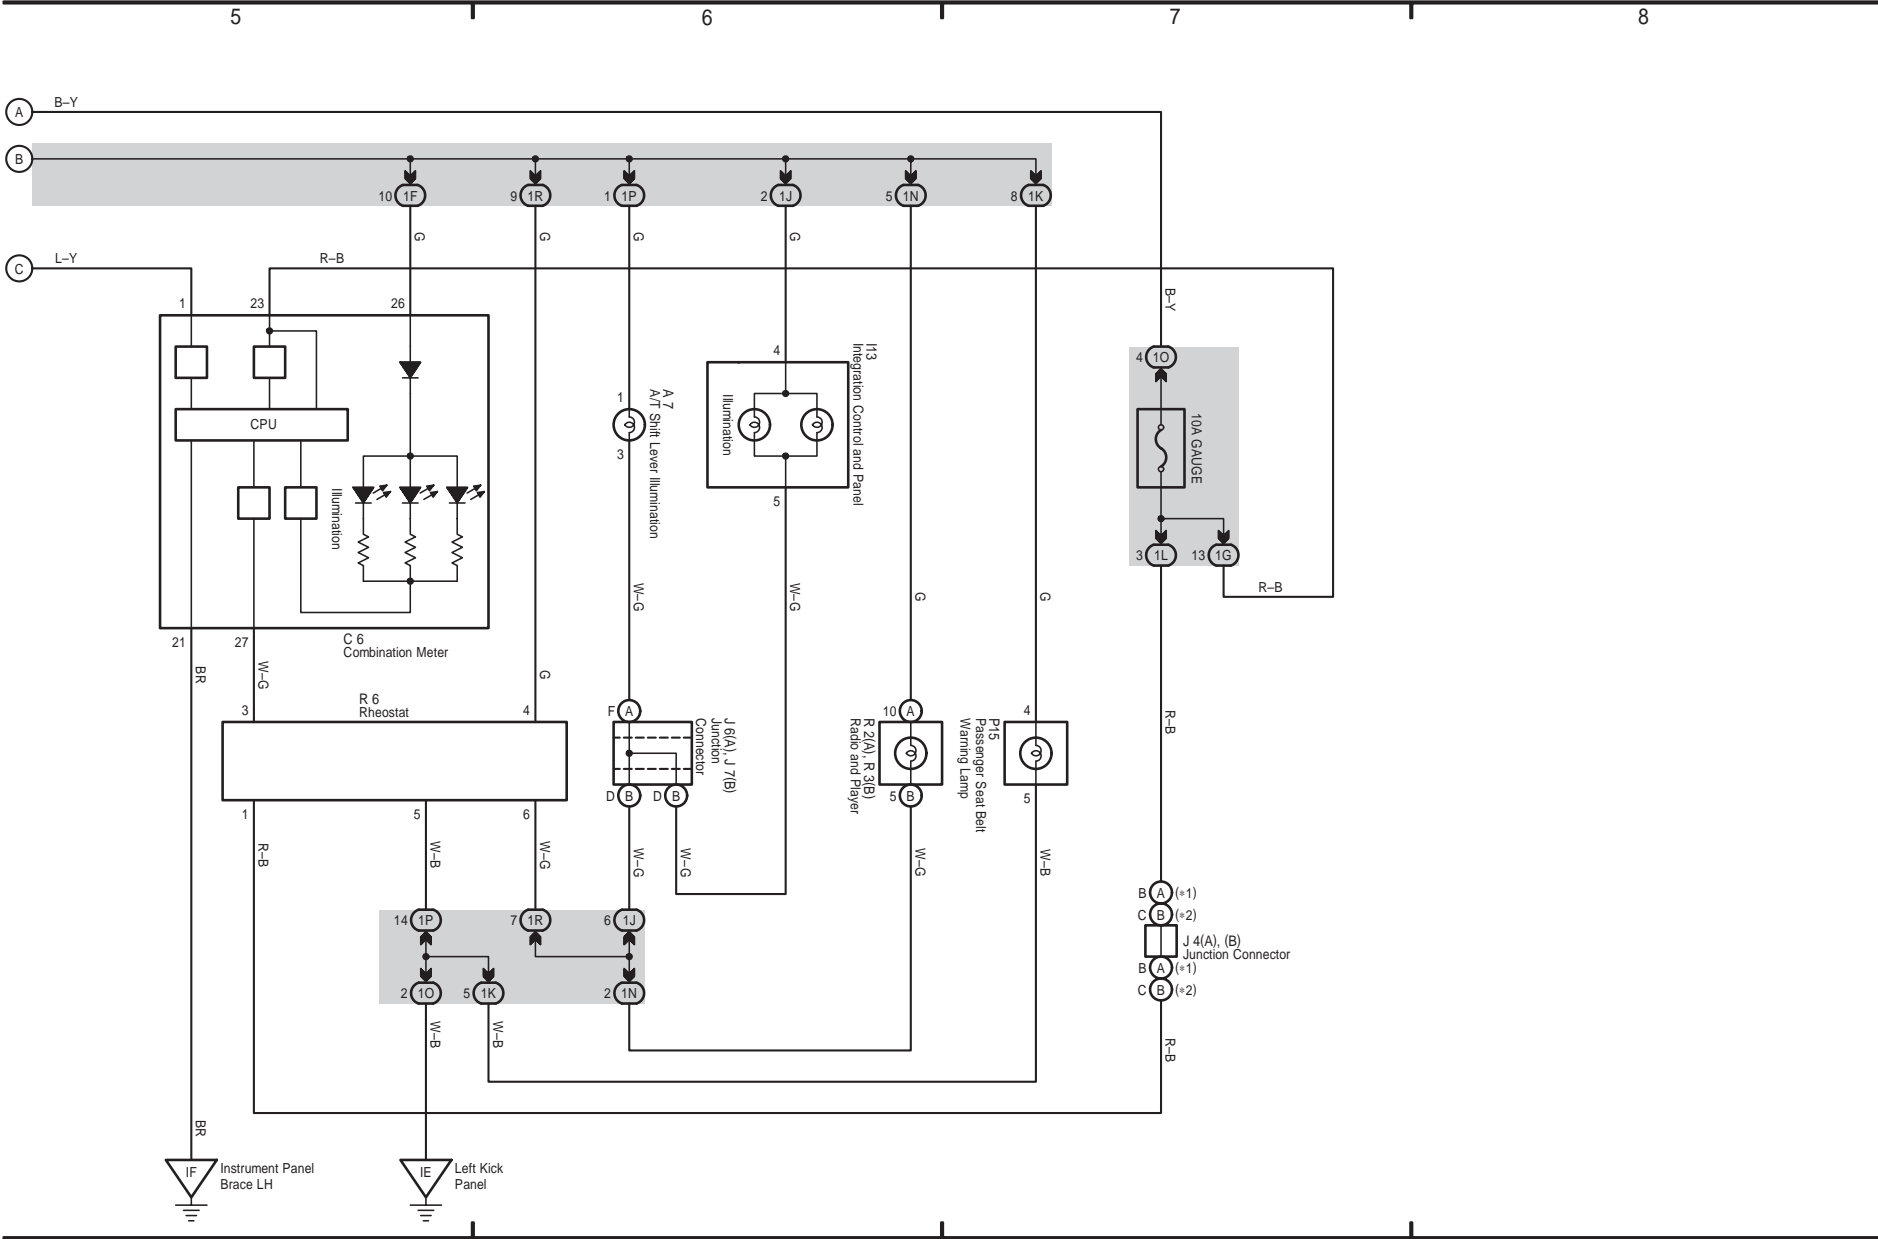 5
6
7
8
A
B–Y
B
10 1F
9 1R
1 1P
2 1J
5 1N
8 1K
G
G
G
G
C
L–Y
R–B
B–Y
1
23
26
4
I13
Integration Control and Panel
4 1O
1
A 7
A/T Shift Lever Illumination
CPU
Illumination
10A GAUGE
3
Illumination
5
3 1L
13 1G
R–B
W–G
W–G
G
G
21
27
C 6
Combination Meter
BR
W–G
G
R 6
Rheostat
3
4
F A
J 6(A), J 7(B)
Junction
Connector
10 A
R 2(A), R 3(B)
Radio and Player
P15
Passenger Seat Belt
Warning Lamp
4
R–B
D B
D B
5 B
5
1
5
6
R–B
W–B
W–G
W–G
W–G
W–G
W–B
B A (*1)
C B (*2)
J 4(A), (B)
Junction Connector
B A (*1)
C B (*2)
14 1P
7 1R
6 1J
2 1O
5 1K
2 1N
W–B
W–B
R–B
BR
IF
Instrument Panel
Brace LH
IE
Left Kick
Panel